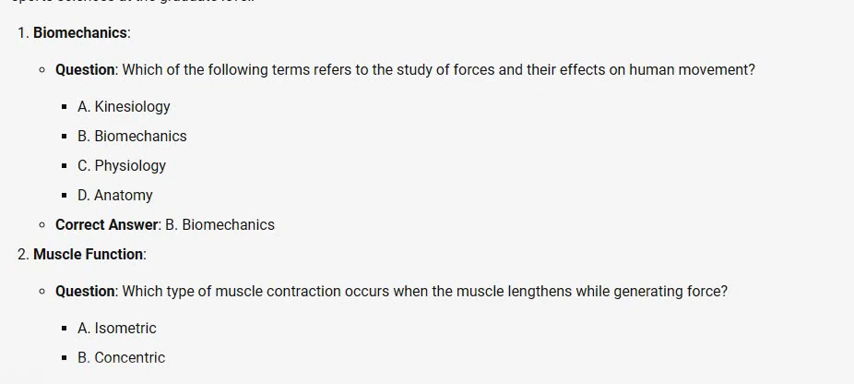 1. Biomechanics:
Question: Which of the following terms refers to the study of forces and their effects on human movement?
A. Kinesiology
B. Biomechanics
C. Physiology
D. Anatomy
Correct Answer: B. Biomechanics
2. Muscle Function:
Question: Which type of muscle contraction occurs when the muscle lengthens while generating force?
A. Isometric
B. Concentric